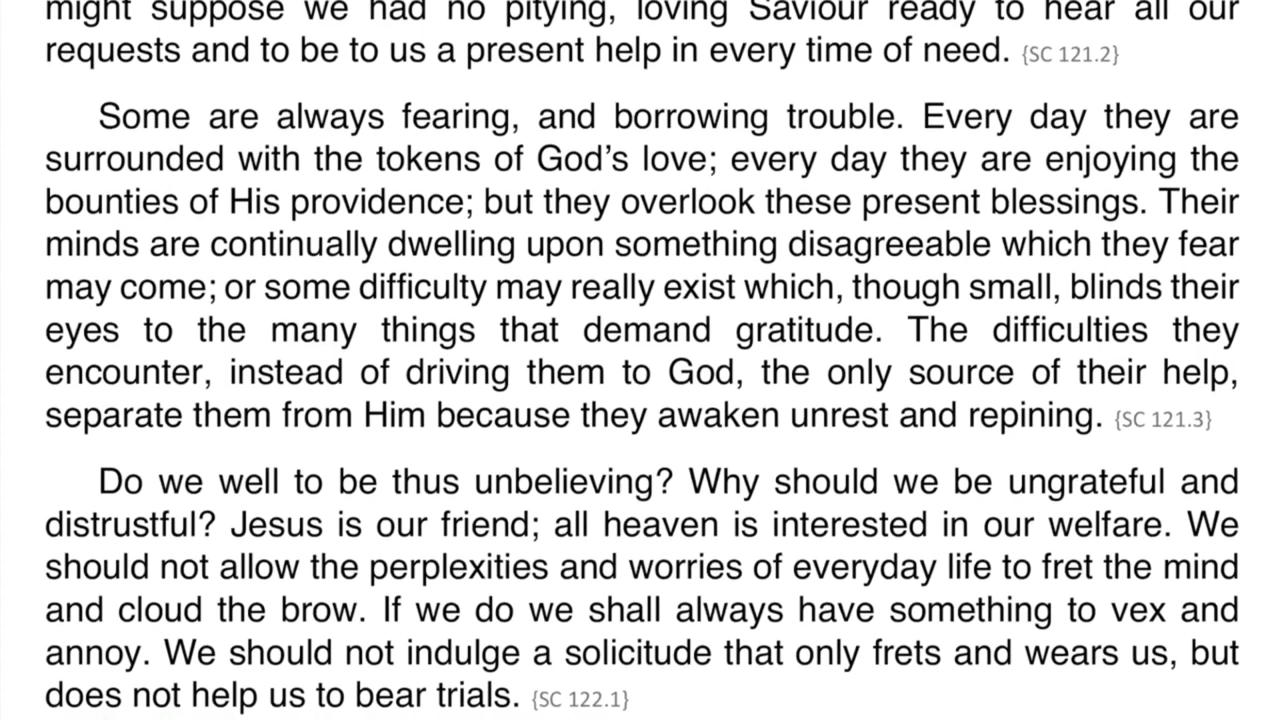 might suppose we had no pitying, loving Saviour ready to hear all our
requests and to be to us a present help in every time of need. {SC 121.2}
Some are always fearing, and borrowing trouble. Every day they are
surrounded with the tokens of God’s love; every day they are enjoying the
bounties of His providence; but they overlook these present blessings. Their
minds are continually dwelling upon something disagreeable which they fear
may come; or some difficulty may really exist which, though small, blinds their
eyes to the many things that demand gratitude. The difficulties they
encounter, instead of driving them to God, the only source of their help,
separate them from Him because they awaken unrest and repining. {SC 121.3}
Do we well to be thus unbelieving? Why should we be ungrateful and
distrustful? Jesus is our friend; all heaven is interested in our welfare. We
should not allow the perplexities and worries of everyday life to fret the mind
and cloud the brow. If we do we shall always have something to vex and
annoy. We should not indulge a solicitude that only frets and wears us, but
does not help us to bear trials. {SC 122.1}